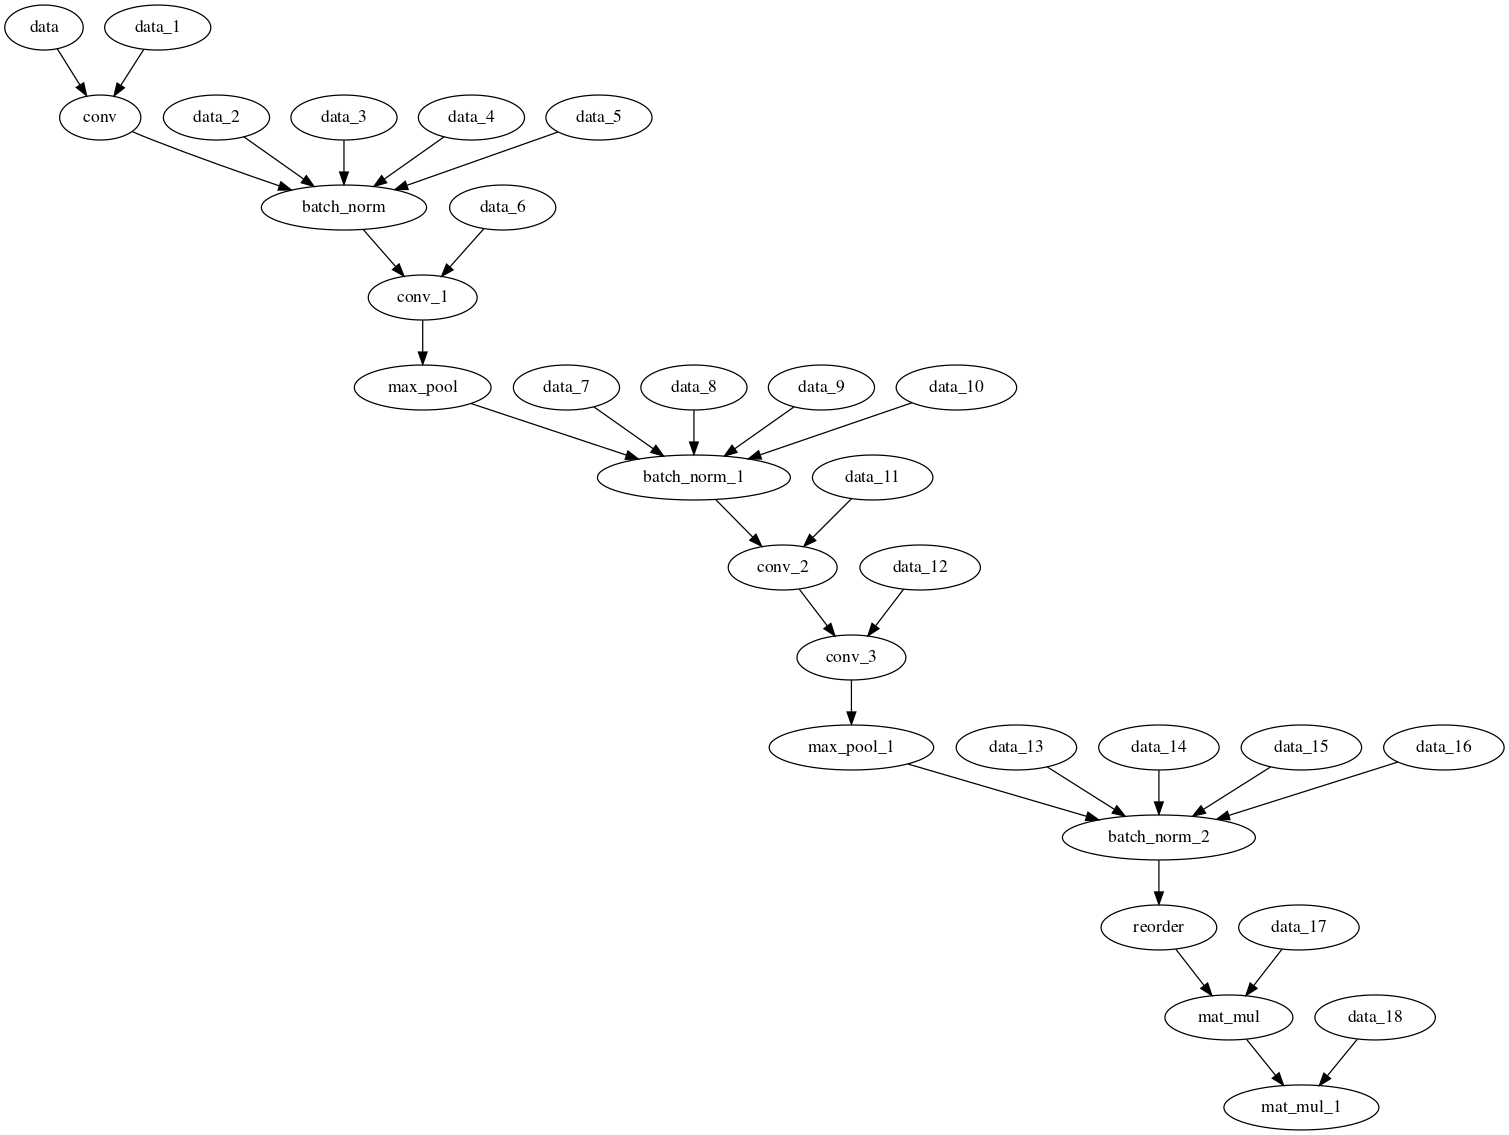 data data_1
conv data_2 data_3 data_4 data_5
batch_norm data_6
conv_1
max_pool data_7 data_8 data_9 data_10
batch_norm_1 data_11
conv_2 data_12
conv_3
max_pool_1 data_13 data_14 data_15 data_16
batch_norm_2
reorder data_17
mat_mul data_18
mat_mul_1